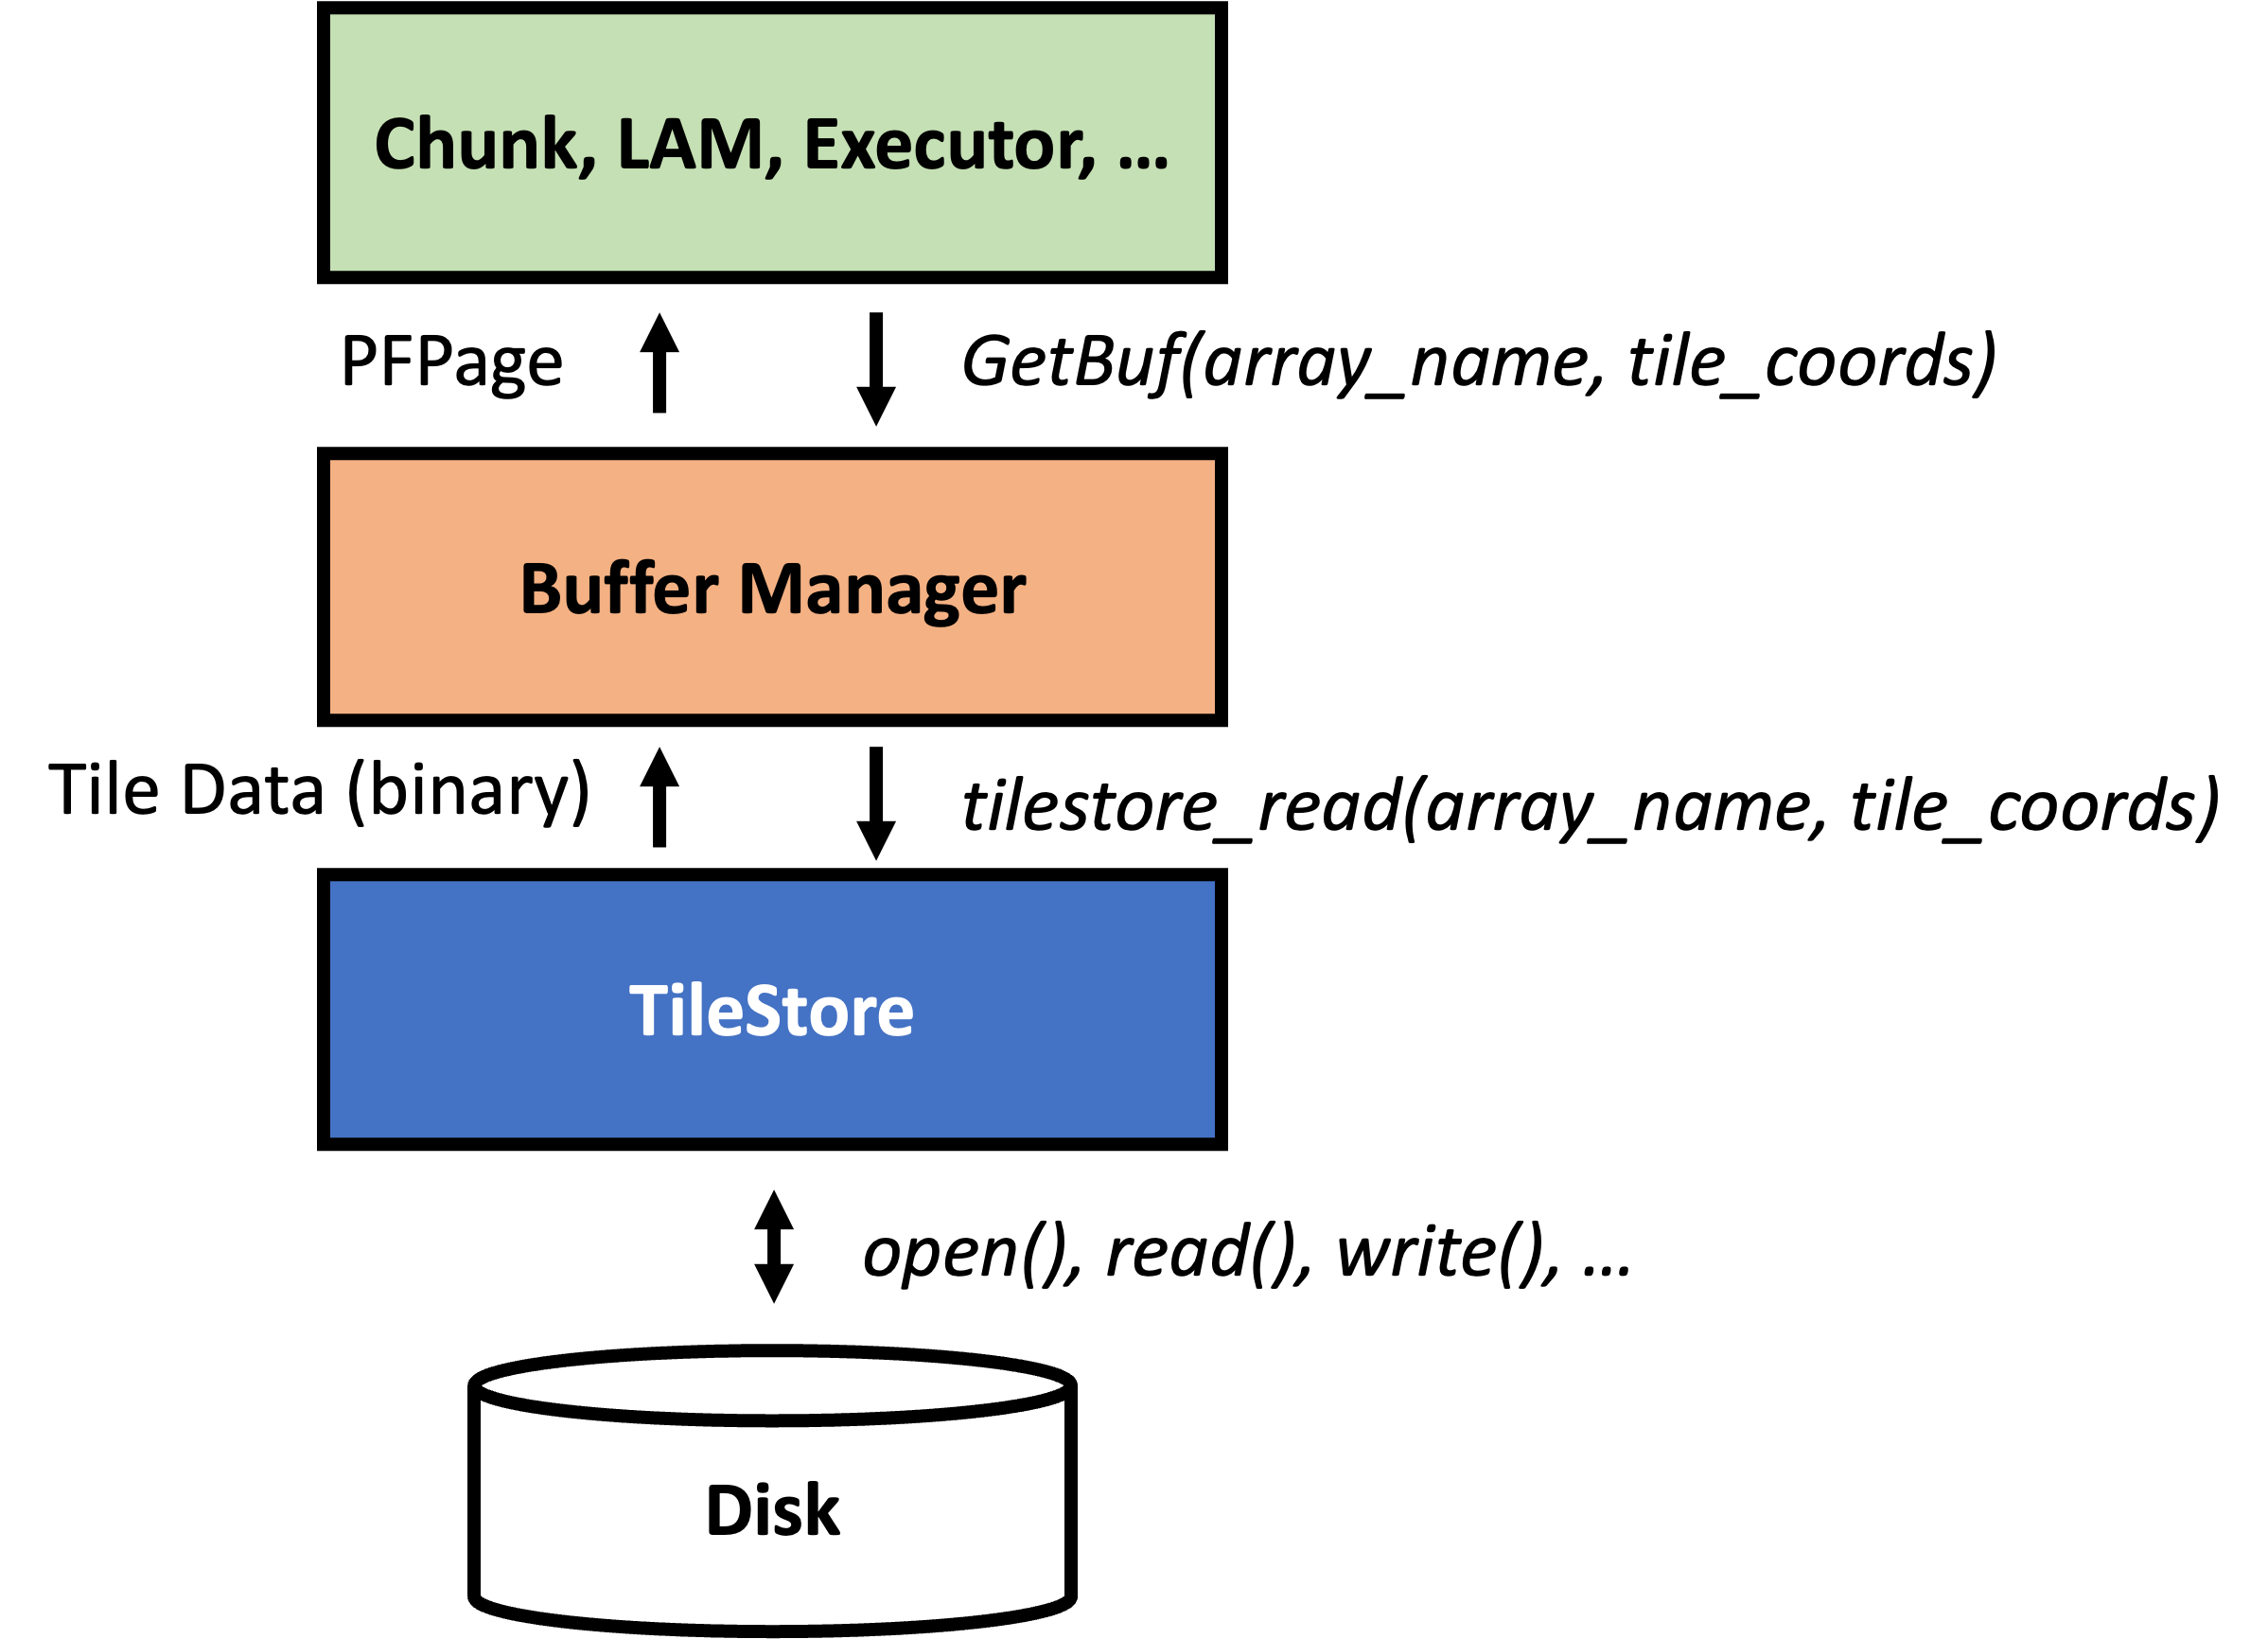 Chunk, LAM, Executor, ...
PFPage
GetBuf(array_name, tile_coords)
Buffer Manager
Tile Data (binary)
tilestore_read(array_name, tile_coords)
TileStore
open(), read(), write(), ...
Disk